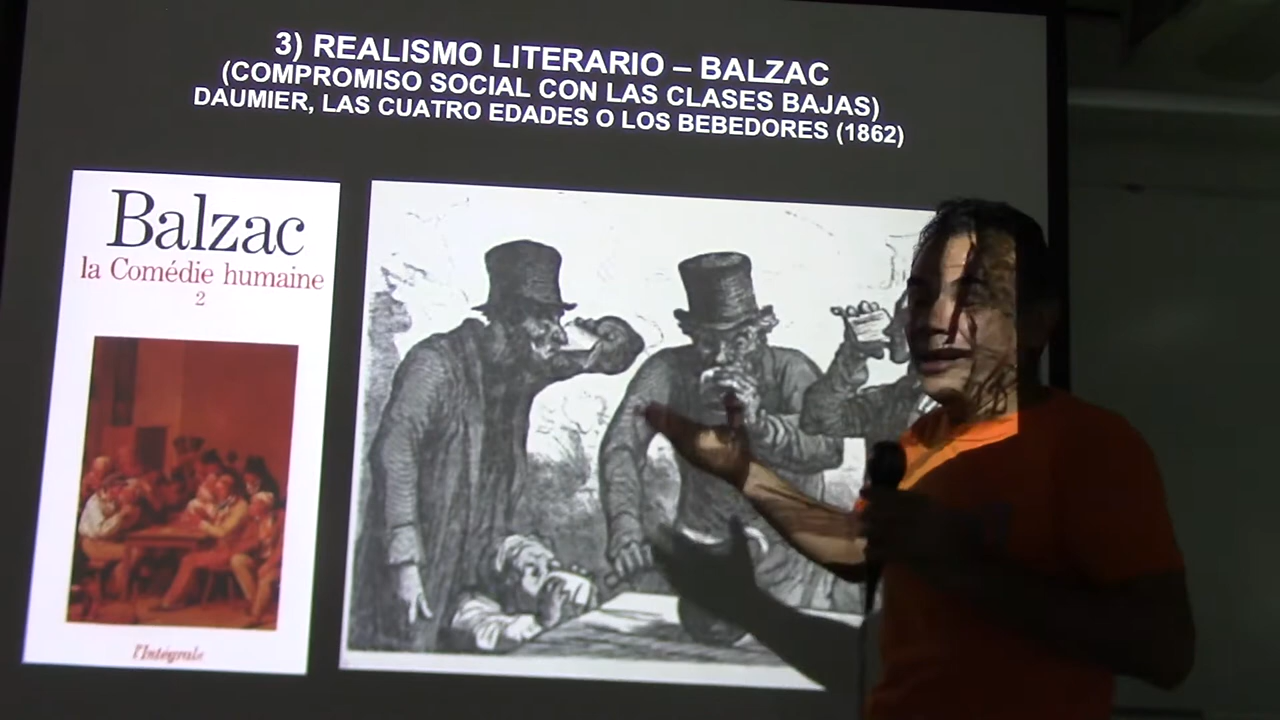 3) REALISMO LITERARIO – BALZAC
(COMPROMISO SOCIAL CON LAS CLASES BAJAS)
DAUMIER, LAS CUATRO EDADES O LOS BEBEDORES (1862)
Balzac
la Comédie humaine
2
l'Intégrale